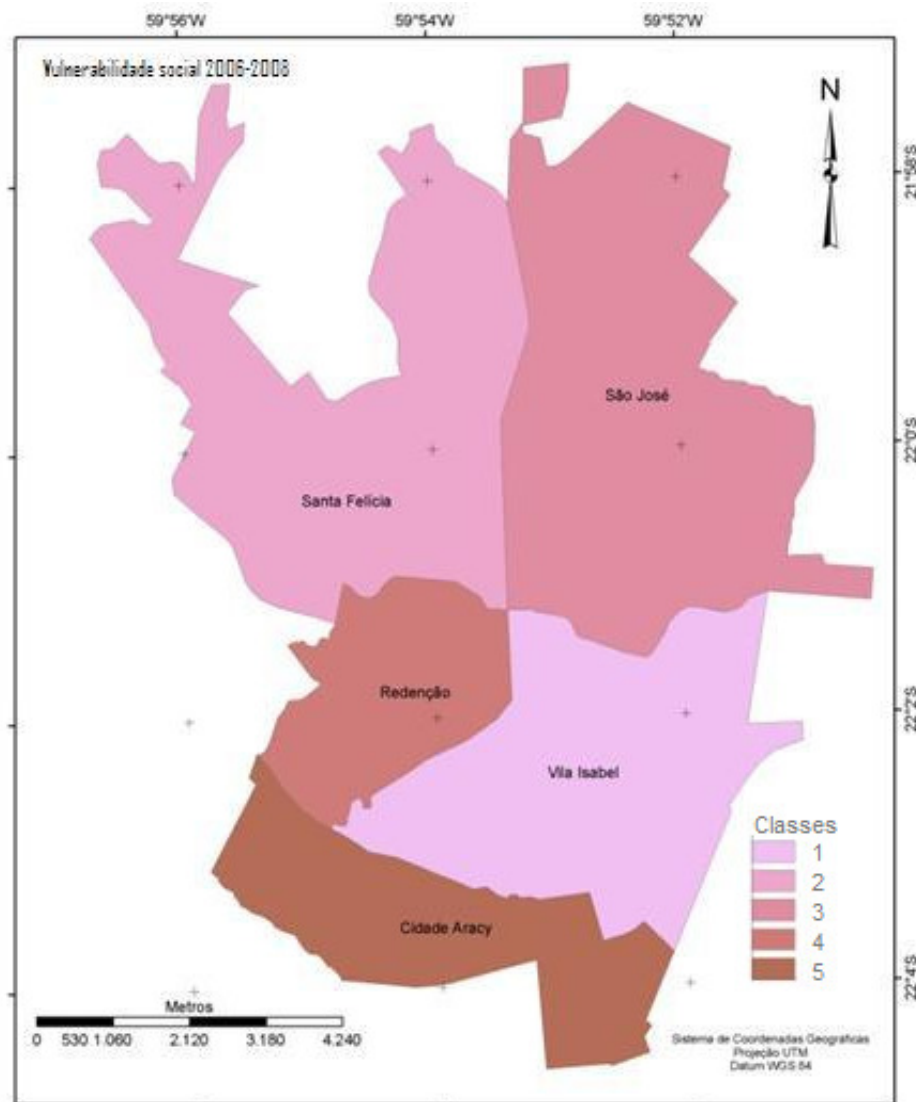 59°56'W 59°54'W 59°52'W
Vulnerabilidade social 2006-2008
N
21°58'S
São José
22°0'S
Santa Felícia
Redenção
22°2'S
Vila Isabel
Classes
1
2
3
4
5
Cidade Aracy
22°4'S
Metros
0 530 1.060 2.120 3.180 4.240
Sistema de Coordenadas Geográficas
Projeção UTM
Datum WGS 84